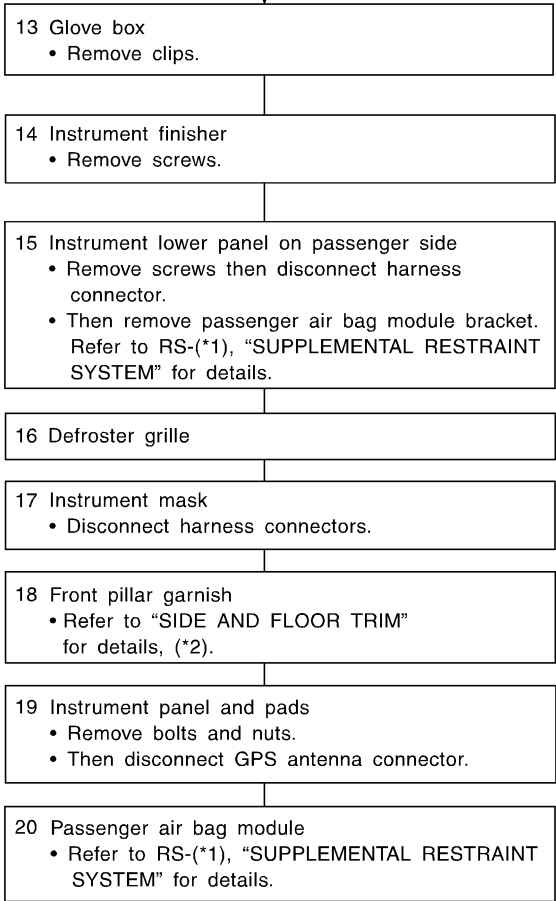 13 Glove box
• Remove clips.
14 Instrument finisher
• Remove screws.
15 Instrument lower panel on passenger side
• Remove screws then disconnect harness
connector.
• Then remove passenger air bag module bracket.
Refer to RS-(*1), “SUPPLEMENTAL RESTRAINT
SYSTEM” for details.
16 Defroster grille
17 Instrument mask
• Disconnect harness connectors.
18 Front pillar garnish
• Refer to “SIDE AND FLOOR TRIM”
for details, (*2).
19 Instrument panel and pads
• Remove bolts and nuts.
• Then disconnect GPS antenna connector.
20 Passenger air bag module
• Refer to RS-(*1), “SUPPLEMENTAL RESTRAINT
SYSTEM” for details.